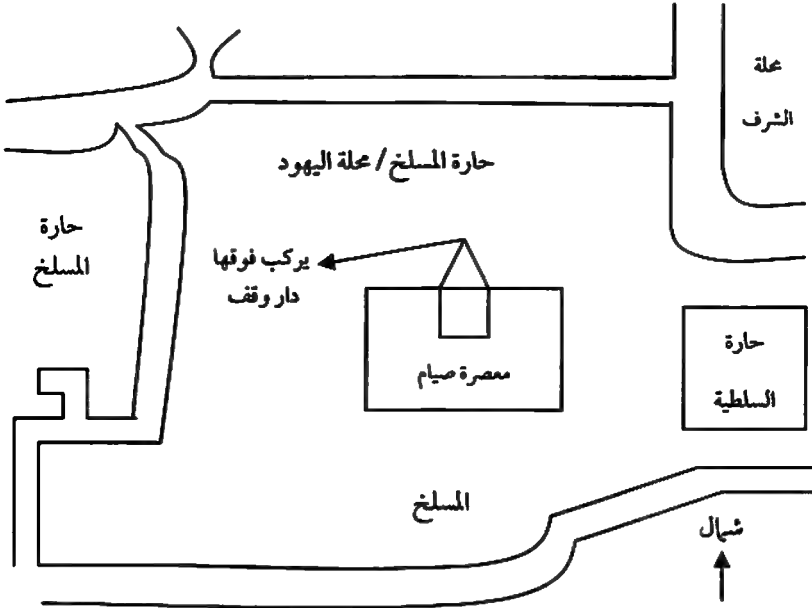 محلة
الشرف
حارة المسلخ / محلة اليهود
حارة
المسلخ
يركب فوقها
دار وقف
حارة
السلطية
معصرة صيام
المسلخ
شمال